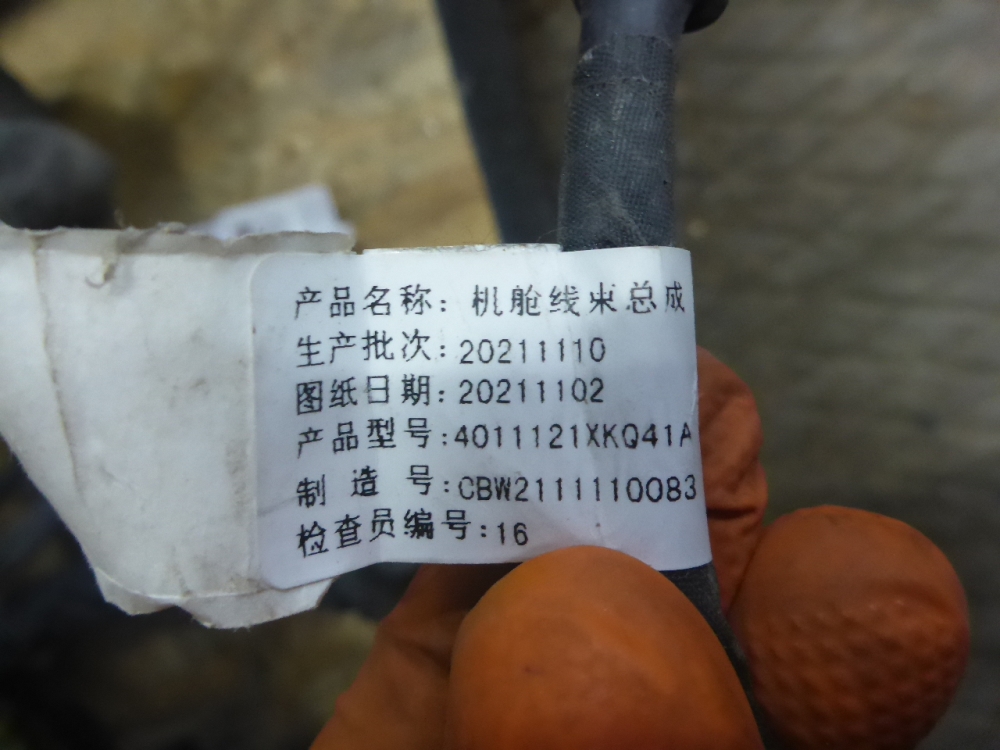 产品名称: 机舱线束总成
生产批次: 20211110
图纸日期: 20211102
产品型号: 4011121XKQ41A
制 造 号: CBW21111110083
检查员编号: 16